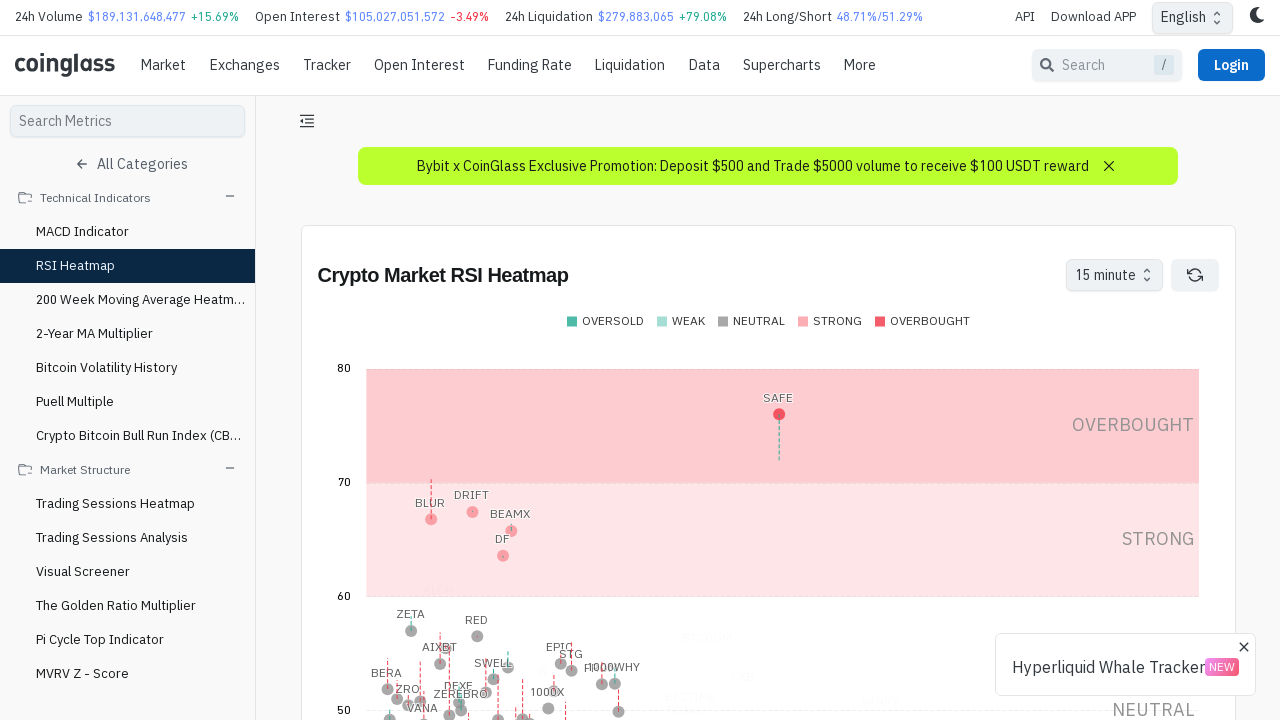 24h Volume $189,131,648,477 +15.69% Open Interest $105,027,051,572 -3.49% 24h Liquidation $279,883,065 +79.08% 24h Long/Short 48.71%/51.29% API Download APP English
coinglass Market Exchanges Tracker Open Interest Funding Rate Liquidation Data Supercharts More Search / Login
Search Metrics
All Categories
Technical Indicators
MACD Indicator
RSI Heatmap
200 Week Moving Average Heatm...
2-Year MA Multiplier
Bitcoin Volatility History
Puell Multiple
Crypto Bitcoin Bull Run Index (CB...
Market Structure
Trading Sessions Heatmap
Trading Sessions Analysis
Visual Screener
The Golden Ratio Multiplier
Pi Cycle Top Indicator
MVRV Z - Score
Bybit x CoinGlass Exclusive Promotion: Deposit $500 and Trade $5000 volume to receive $100 USDT reward
Crypto Market RSI Heatmap
15 minute
OVERSOLD WEAK NEUTRAL STRONG OVERBOUGHT
80
SAFE
OVERBOUGHT
70
DRIFT
BLUR
BEAMX
DF
STRONG
60
ZETA
RED
AIXBT
EPIC
STG
SWELL
1000WHY
BERA
DEXE
ZRO
ZEREBRO
1000X
VANA
50
NEUTRAL
Hyperliquid Whale Tracker NEW